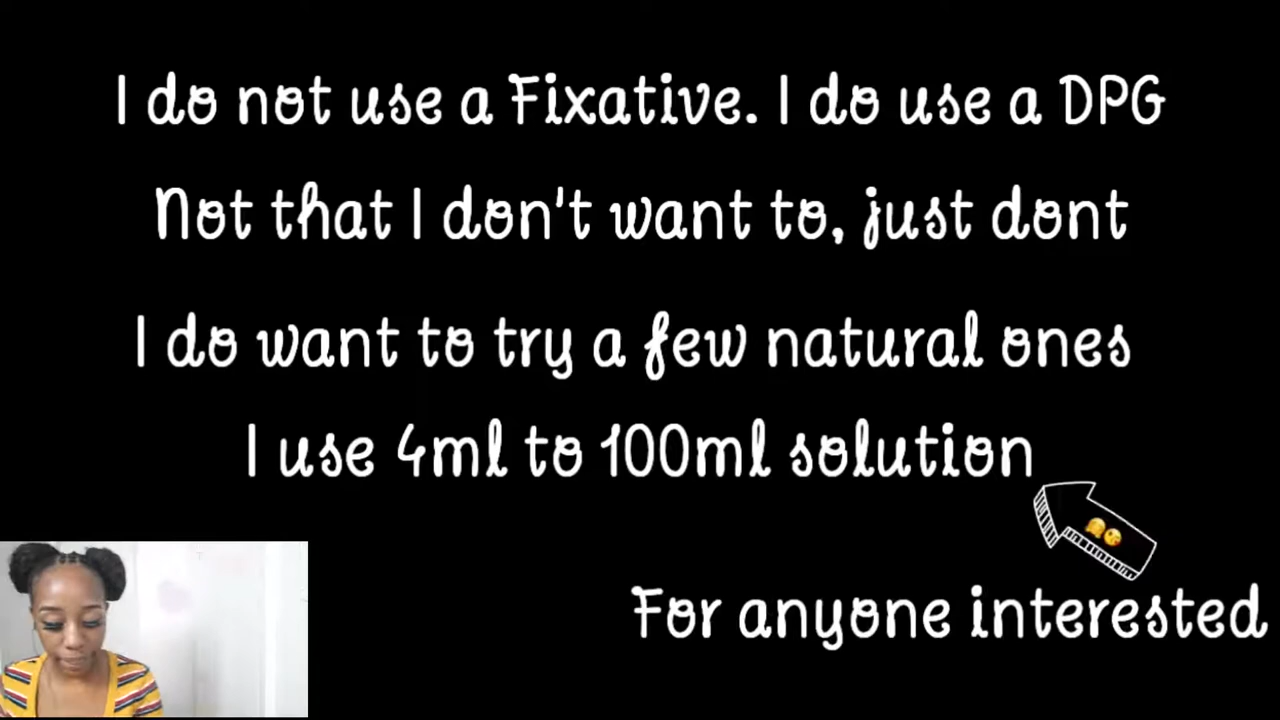 I do not use a Fixative. I do use a DPG
Not that I don't want to, just dont
I do want to try a few natural ones
I use 4ml to 100ml solution
For anyone interested